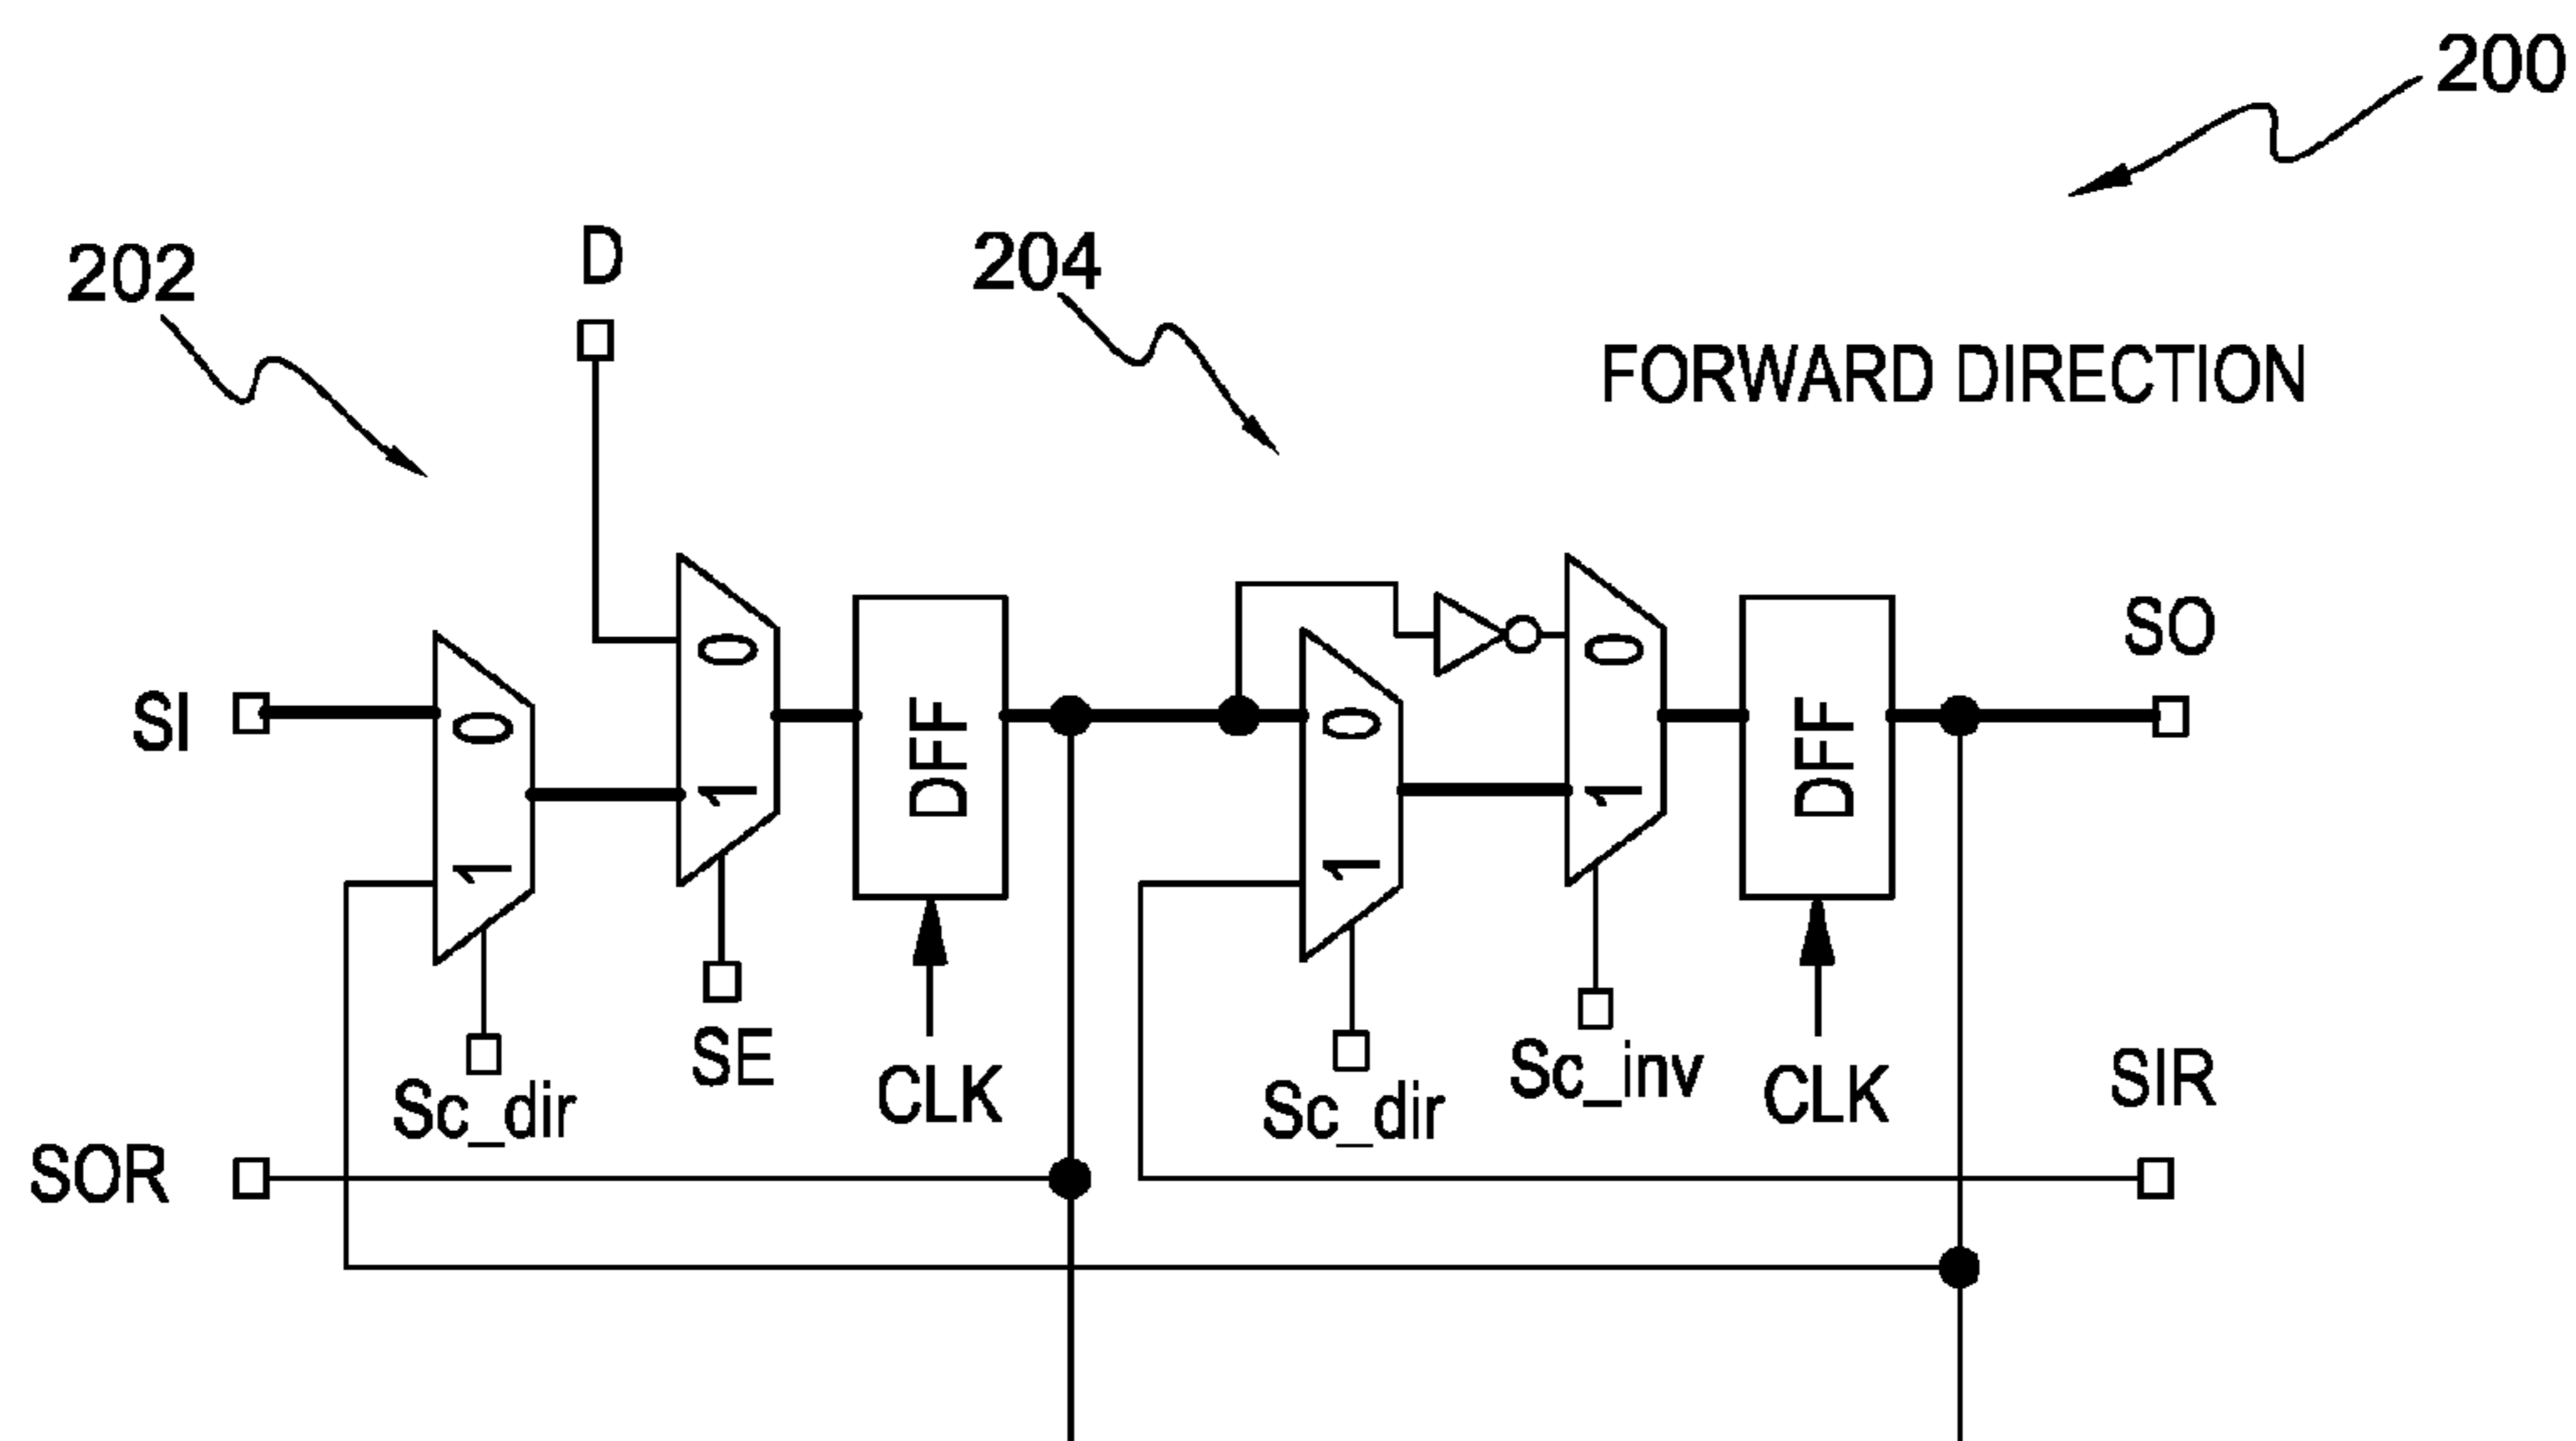 200
202
D
204
FORWARD DIRECTION
SI
0
1
0
1
DFF
0
1
0
1
DFF
SO
Sc_dir
SE
CLK
Sc_dir
Sc_inv
CLK
SIR
SOR